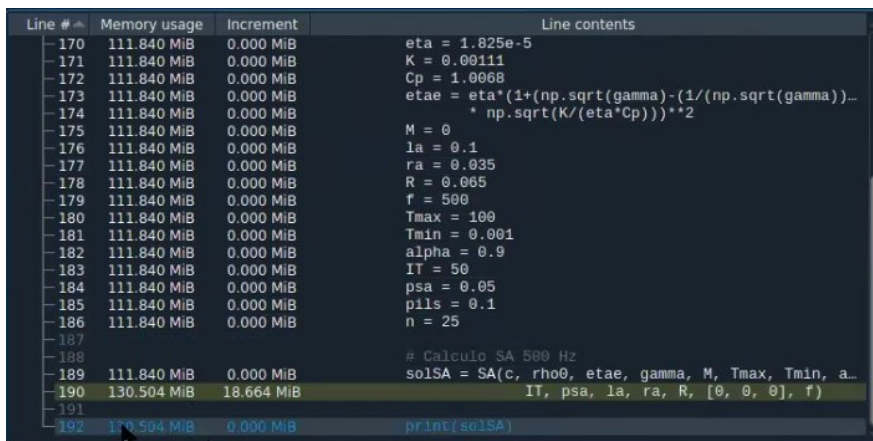 Line # Memory usage Increment Line contents
170 111.840 MiB 0.000 MiB eta = 1.825e-5
171 111.840 MiB 0.000 MiB K = 0.00111
172 111.840 MiB 0.000 MiB Cp = 1.0068
173 111.840 MiB 0.000 MiB etae = eta*(1+(np.sqrt(gamma)-(1/(np.sqrt(gamma))…
174 111.840 MiB 0.000 MiB * np.sqrt(K/(eta*Cp)))**2
175 111.840 MiB 0.000 MiB M = 0
176 111.840 MiB 0.000 MiB la = 0.1
177 111.840 MiB 0.000 MiB ra = 0.035
178 111.840 MiB 0.000 MiB R = 0.065
179 111.840 MiB 0.000 MiB f = 500
180 111.840 MiB 0.000 MiB Tmax = 100
181 111.840 MiB 0.000 MiB Tmin = 0.001
182 111.840 MiB 0.000 MiB alpha = 0.9
183 111.840 MiB 0.000 MiB IT = 50
184 111.840 MiB 0.000 MiB psa = 0.05
185 111.840 MiB 0.000 MiB pils = 0.1
186 111.840 MiB 0.000 MiB n = 25
187
188 # Calculo SA 500 Hz
189 111.840 MiB 0.000 MiB solSA = SA(c, rho0, etae, gamma, M, Tmax, Tmin, a…
190 130.504 MiB 18.664 MiB IT, psa, la, ra, R, [0, 0, 0], f)
191
192 130.504 MiB 0.000 MiB print(solSA)